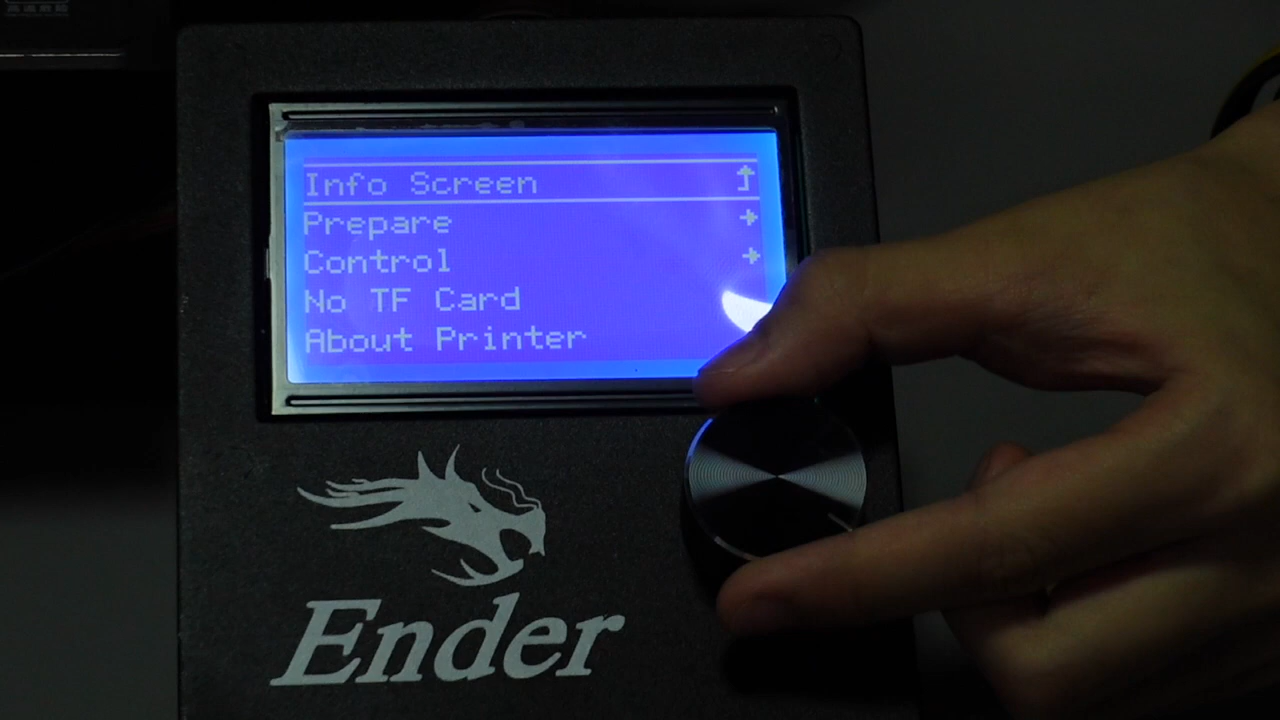 Info Screen
Prepare
Control
No TF Card
About Printer
Ender